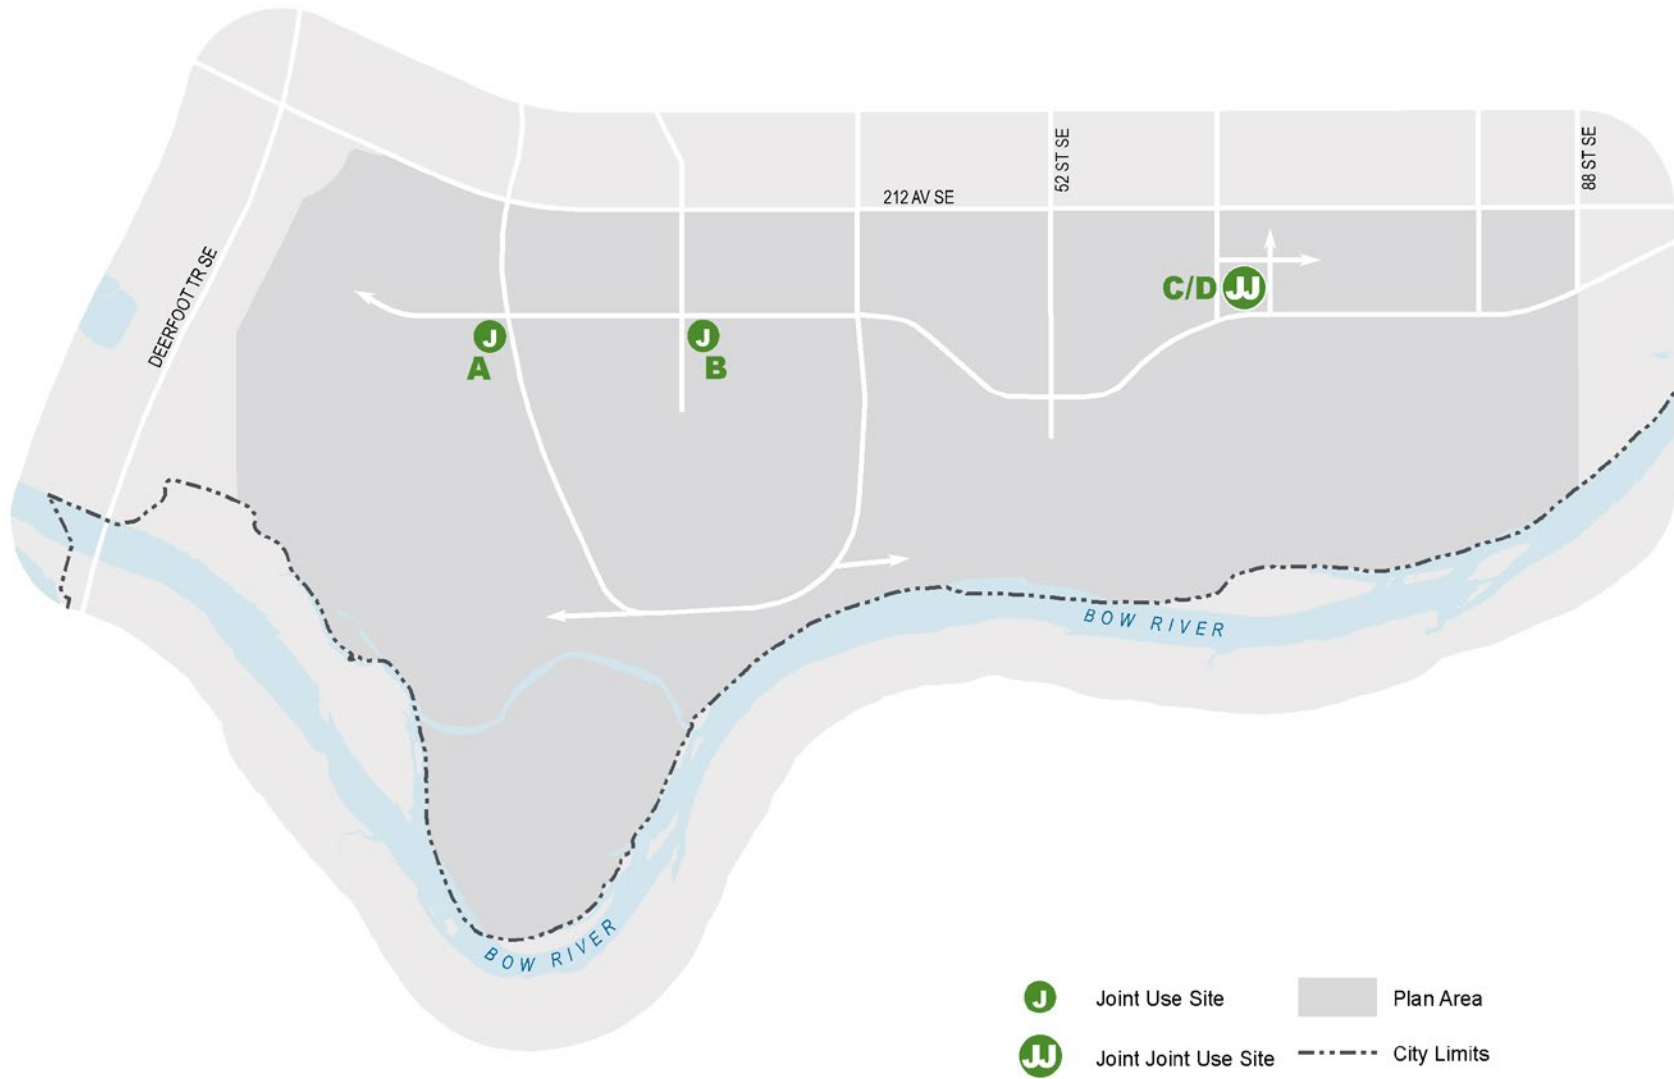 52 ST SE
88 ST SE
212 AV SE
DEERFOOT TR SE
C/D JJ
J
A
J
B
BOW RIVER
BOW RIVER
J Joint Use Site
Plan Area
JJ Joint Joint Use Site
City Limits